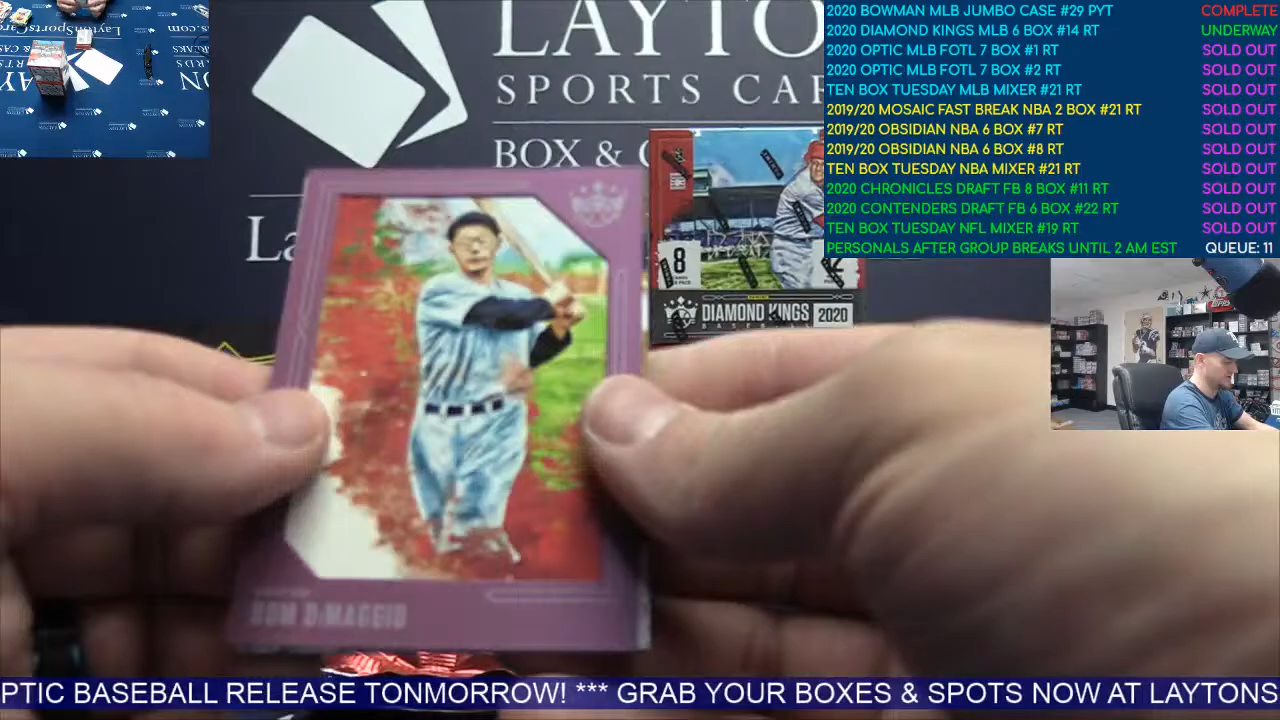 LAYTO
SPORTS CAR
BOX & C
La
2020 BOWMAN MLB JUMBO CASE #29 PYT COMPLETE
2020 DIAMOND KINGS MLB 6 BOX #14 RT UNDERWAY
2020 OPTIC MLB FOTL 7 BOX #1 RT SOLD OUT
2020 OPTIC MLB FOTL 7 BOX #2 RT SOLD OUT
TEN BOX TUESDAY MLB MIXER #21 RT SOLD OUT
2019/20 MOSAIC FAST BREAK NBA 2 BOX #21 RT SOLD OUT
2019/20 OBSIDIAN NBA 6 BOX #7 RT SOLD OUT
2019/20 OBSIDIAN NBA 6 BOX #8 RT SOLD OUT
TEN BOX TUESDAY NBA MIXER #21 RT SOLD OUT
2020 CHRONICLES DRAFT FB 8 BOX #11 RT SOLD OUT
2020 CONTENDERS DRAFT FB 6 BOX #22 RT SOLD OUT
TEN BOX TUESDAY NFL MIXER #19 RT SOLD OUT
PERSONALS AFTER GROUP BREAKS UNTIL 2 AM EST QUEUE: 11
8
DIAMOND KINGS 2020
BASEBALL
DOM DiMAGGIO
PTIC BASEBALL RELEASE TONMORROW! *** GRAB YOUR BOXES & SPOTS NOW AT LAYTONS